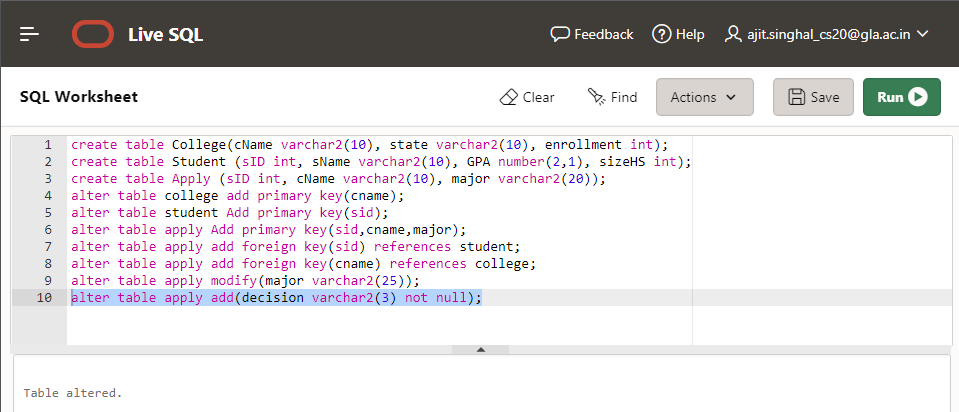 Live SQL
Feedback
Help
ajit.singhal_cs20@gla.ac.in
SQL Worksheet
Clear
Find
Actions
Save
Run
1 create table College(cName varchar2(10), state varchar2(10), enrollment int);
2 create table Student (sID int, sName varchar2(10), GPA number(2,1), sizeHS int);
3 create table Apply (sID int, cName varchar2(10), major varchar2(20));
4 alter table college add primary key(cname);
5 alter table student Add primary key(sid);
6 alter table apply Add primary key(sid,cname,major);
7 alter table apply add foreign key(sid) references student;
8 alter table apply add foreign key(cname) references college;
9 alter table apply modify(major varchar2(25));
10 alter table apply add(decision varchar2(3) not null);
Table altered.